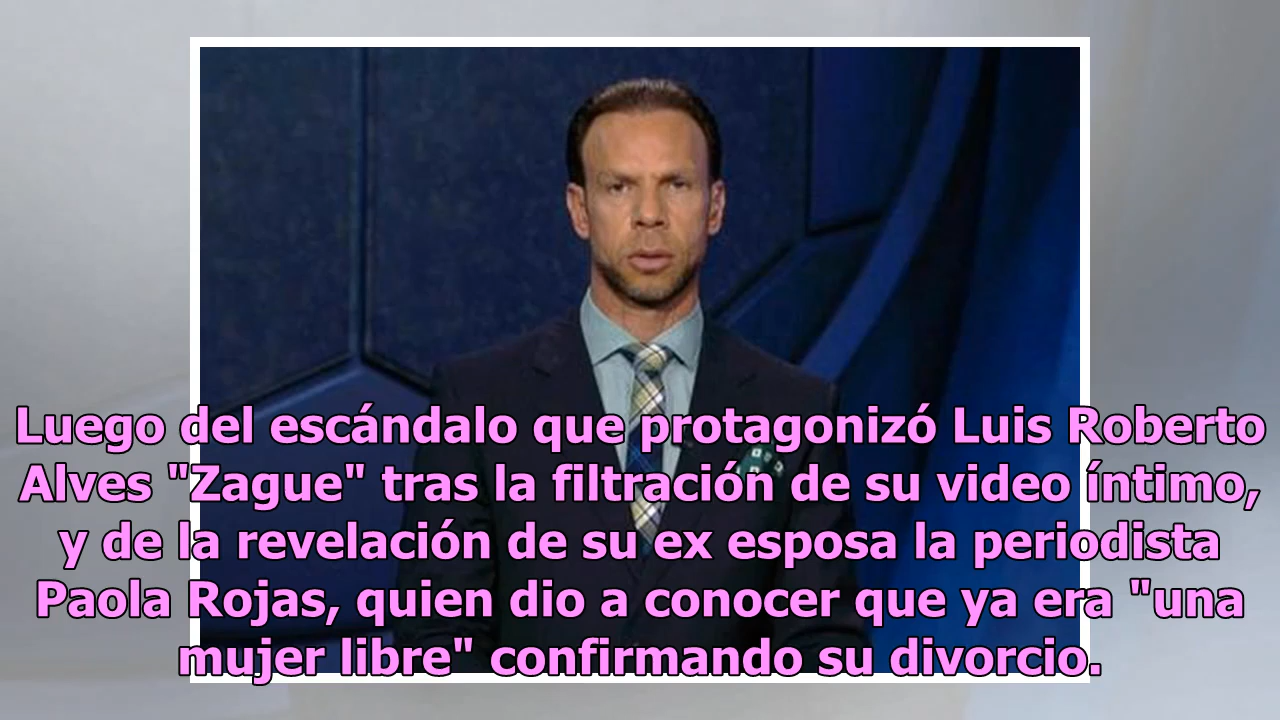 Luego del escándalo que protagonizó Luis Roberto
Alves "Zague" tras la filtración de su video íntimo,
y de la revelación de su ex esposa la periodista
Paola Rojas, quien dio a conocer que ya era "una
mujer libre" confirmando su divorcio.